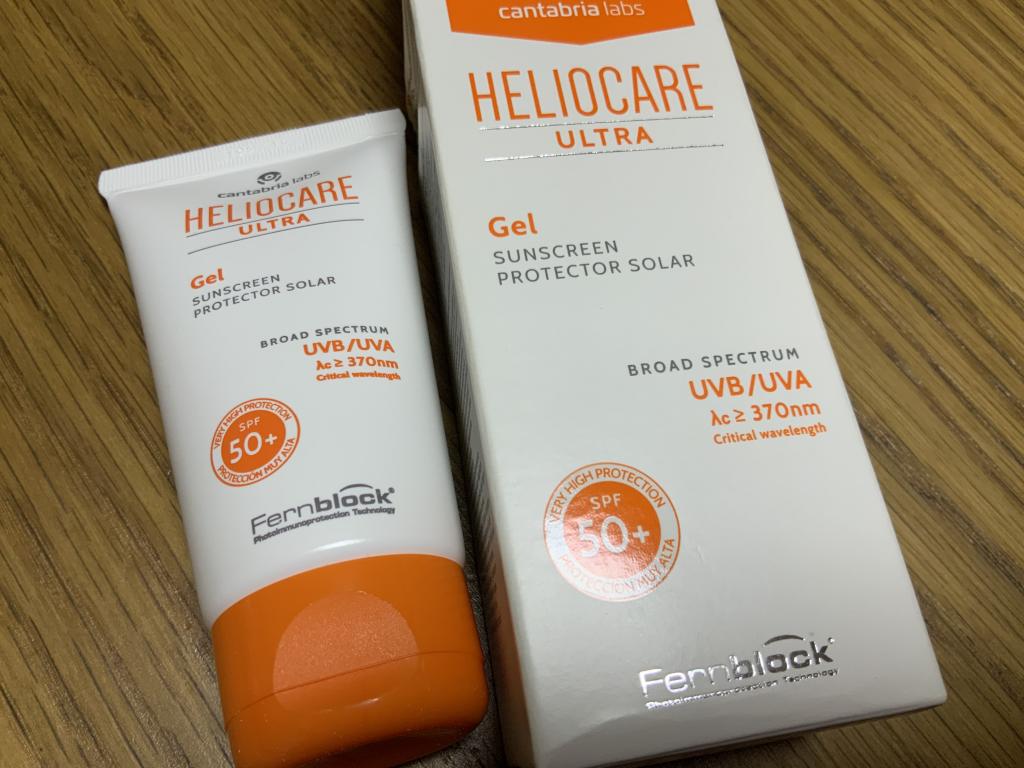 cantabria labs
HELIOCARE
ULTRA
Gel
SUNSCREEN
PROTECTOR SOLAR
BROAD SPECTRUM
UVB/UVA
λc ≥ 370nm
Critical wavelength
VERY HIGH PROTECTION
SPF
50+
PROTECCIÓN MUY ALTA
Fernblock®
Photoimmunoprotection Technology
cantabria labs
HELIOCARE
ULTRA
Gel
SUNSCREEN
PROTECTOR SOLAR
BROAD SPECTRUM
UVB/UVA
λc ≥ 370nm
Critical wavelength
VERY HIGH PROTECTION
SPF
50+
PROTECCIÓN MUY ALTA
Fernblock®
Photoimmunoprotection Technology